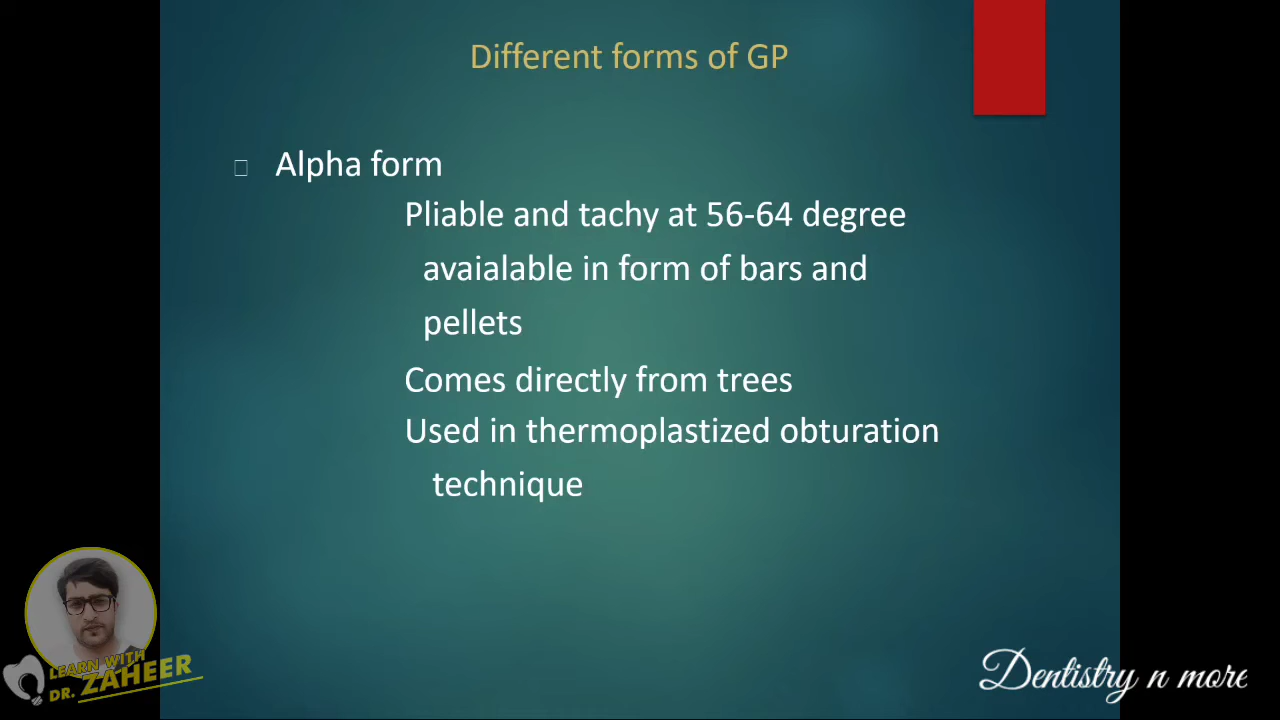 Different forms of GP
Alpha form
Pliable and tachy at 56-64 degree
avaialable in form of bars and
pellets
Comes directly from trees
Used in thermoplastized obturation
technique
LEARN WITH
DR. ZAHEER
Dentistry n more